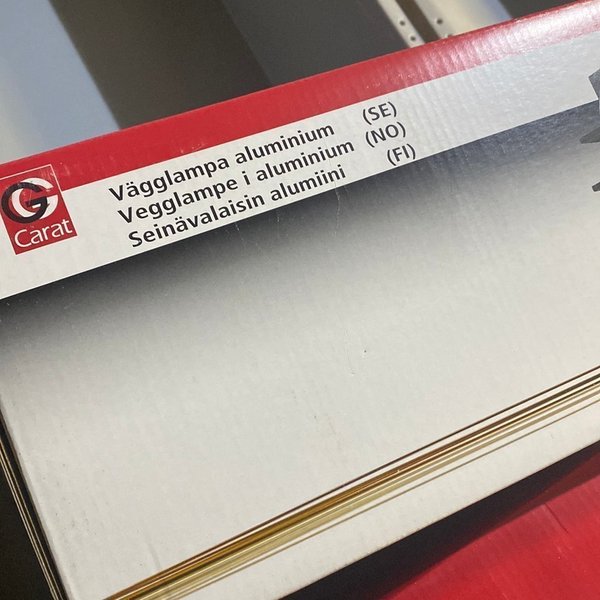 Vägglampa aluminium (SE)
Vegglampe i aluminium (NO)
Seinävalaisin alumiini (FI)
G
Carat